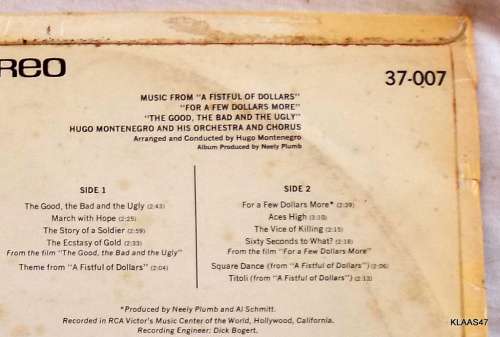 REO
37-007
MUSIC FROM "A FISTFUL OF DOLLARS"
"FOR A FEW DOLLARS MORE"
"THE GOOD, THE BAD AND THE UGLY"
HUGO MONTENEGRO AND HIS ORCHESTRA AND CHORUS
Arranged and Conducted by Hugo Montenegro
Album Produced by Neely Plumb
SIDE 1
The Good, the Bad and the Ugly (2:43)
March with Hope (2:25)
The Story of a Soldier (2:59)
The Ecstasy of Gold (2:33)
From the film "The Good, the Bad and the Ugly"
Theme from "A Fistful of Dollars" (2:04)
SIDE 2
For a Few Dollars More* (2:39)
Aces High (3:10)
The Vice of Killing (2:15)
Sixty Seconds to What? (2:18)
From the film "For a Few Dollars More"
Square Dance (from "A Fistful of Dollars") (2:06)
Titoli (from "A Fistful of Dollars") (2:13)
*Produced by Neely Plumb and Al Schmitt.
Recorded in RCA Victor's Music Center of the World, Hollywood, California.
Recording Engineer: Dick Bogert.
KLAAS47